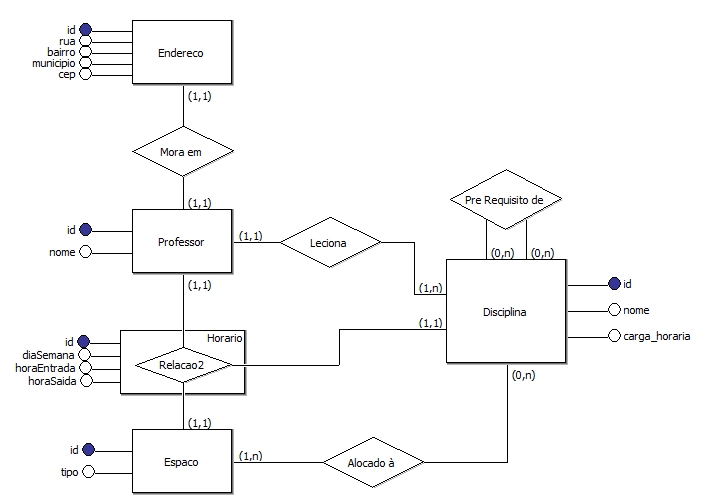 id
rua
bairro
municipio
cep
Endereco
(1,1)
Mora em
(1,1)
id
nome
Professor
(1,1)
Leciona
(1,n)
Pre Requisito de
(0,n)
(0,n)
Disciplina
id
nome
carga_horaria
(1,1)
(1,1)
Horario
id
diaSemana
horaEntrada
horaSaida
Relacao2
(1,1)
(0,n)
id
tipo
Espaco
(1,n)
Alocado à